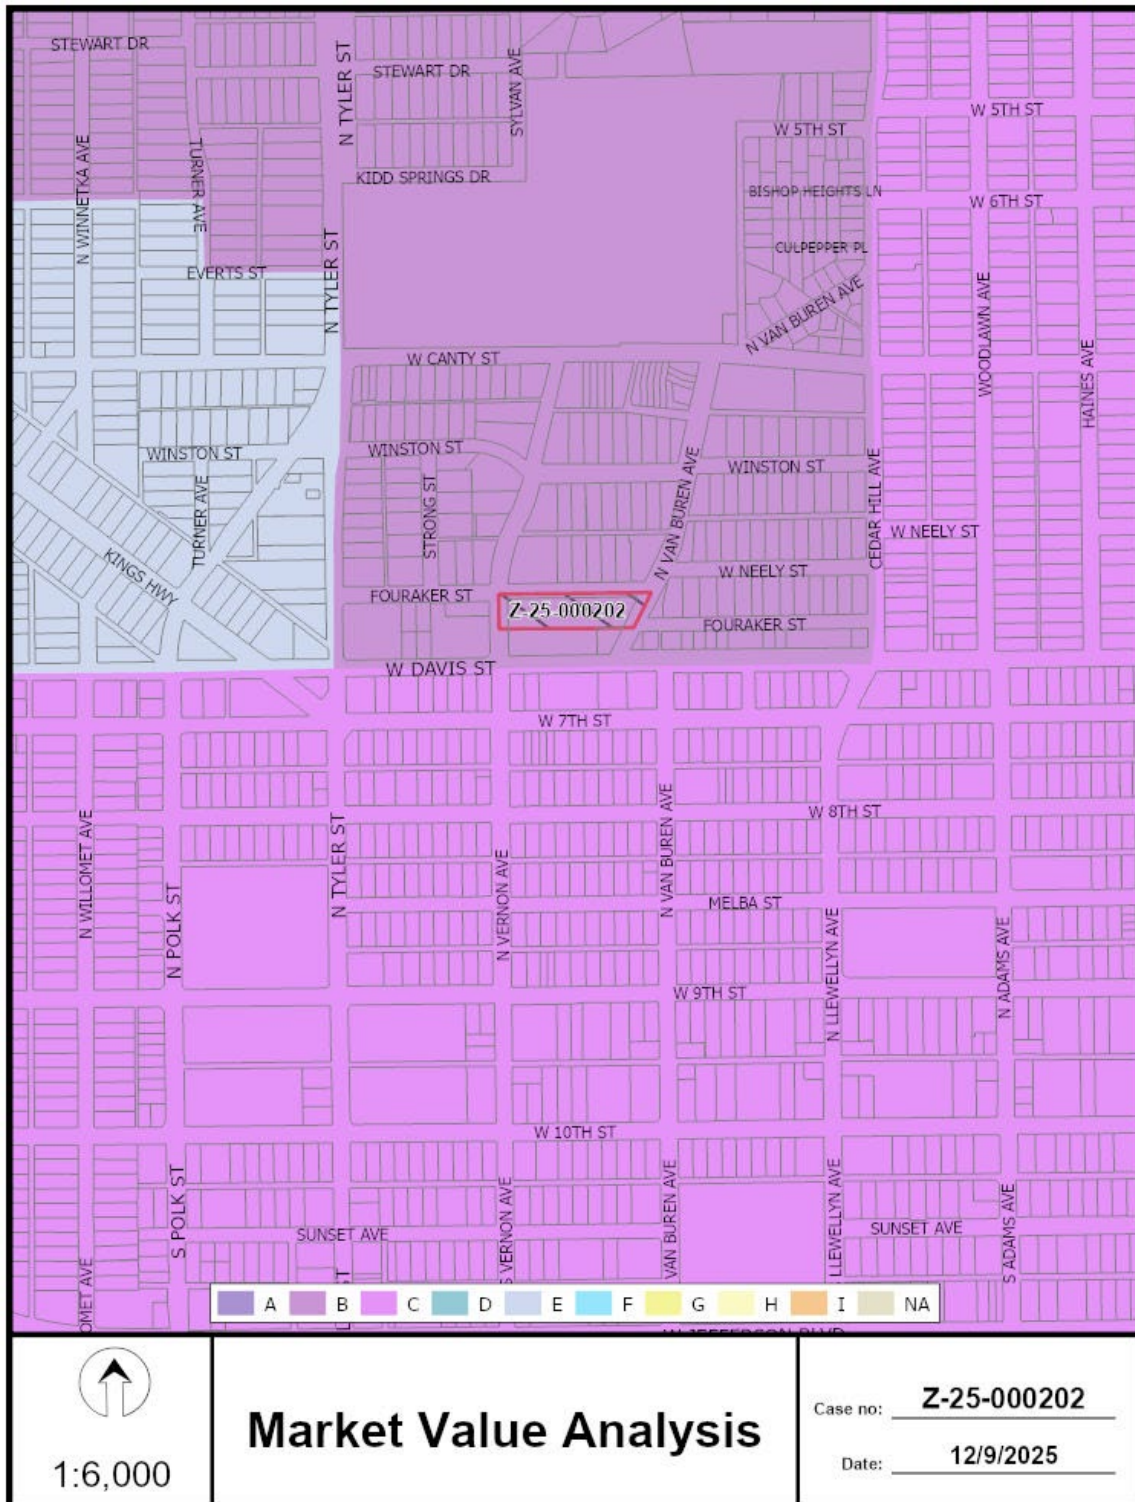 STEWART DR
STEWART DR
N TYLER ST
SYLVAN AVE
W 5TH ST
W 5TH ST
N WINNETKA AVE
TURNER AVE
KIDD SPRINGS DR
BISHOP HEIGHTS LN
W 6TH ST
CULPEPPER PL
EVERTS ST
N TYLER ST
N VAN BUREN AVE
WOODLAWN AVE
HAINES AVE
W CANTY ST
WINSTON ST
WINSTON ST
WINSTON ST
STRONG ST
TURNER AVE
N VAN BUREN AVE
CEDAR HILL AVE
W NEELY ST
W NEELY ST
KINGS HWY
FOURAKER ST
Z-25-000202
FOURAKER ST
W DAVIS ST
W 7TH ST
W 8TH ST
N WILLOMET AVE
N POLK ST
N TYLER ST
N VERNON AVE
N VAN BUREN AVE
MELBA ST
N LLEWELLYN AVE
N ADAMS AVE
W 9TH ST
W 10TH ST
S POLK ST
SUNSET AVE
S VERNON AVE
VAN BUREN AVE
LLEWELLYN AVE
SUNSET AVE
S ADAMS AVE
OMET AVE
A B C D E F G H I NA
1:6,000
Market Value Analysis
Case no: Z-25-000202
Date: 12/9/2025